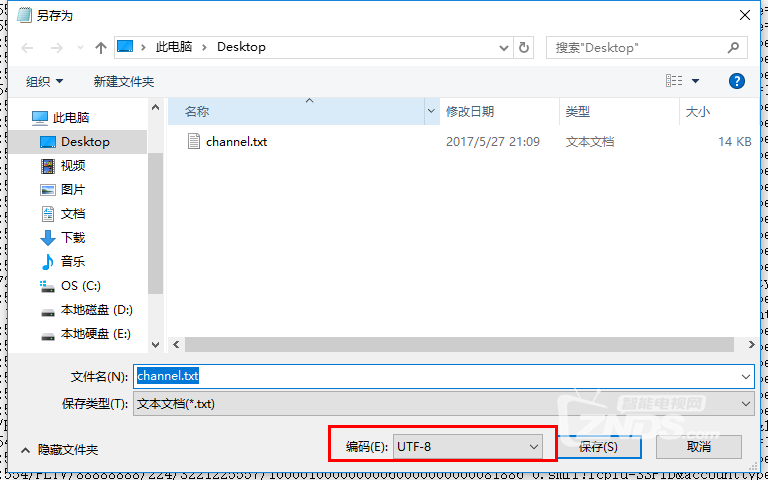 另存为
此电脑 > Desktop
搜索"Desktop"
组织
新建文件夹
此电脑
Desktop
视频
图片
文档
下载
音乐
OS (C:)
本地磁盘 (D:)
本地硬盘 (E:)
名称 修改日期 类型 大小
channel.txt 2017/5/27 21:09 文本文档 14 KB
文件名(N): channel.txt
保存类型(T): 文本文档(*.txt)
智能电视网
ZNDS.com
隐藏文件夹
编码(E): UTF-8
保存(S)
取消